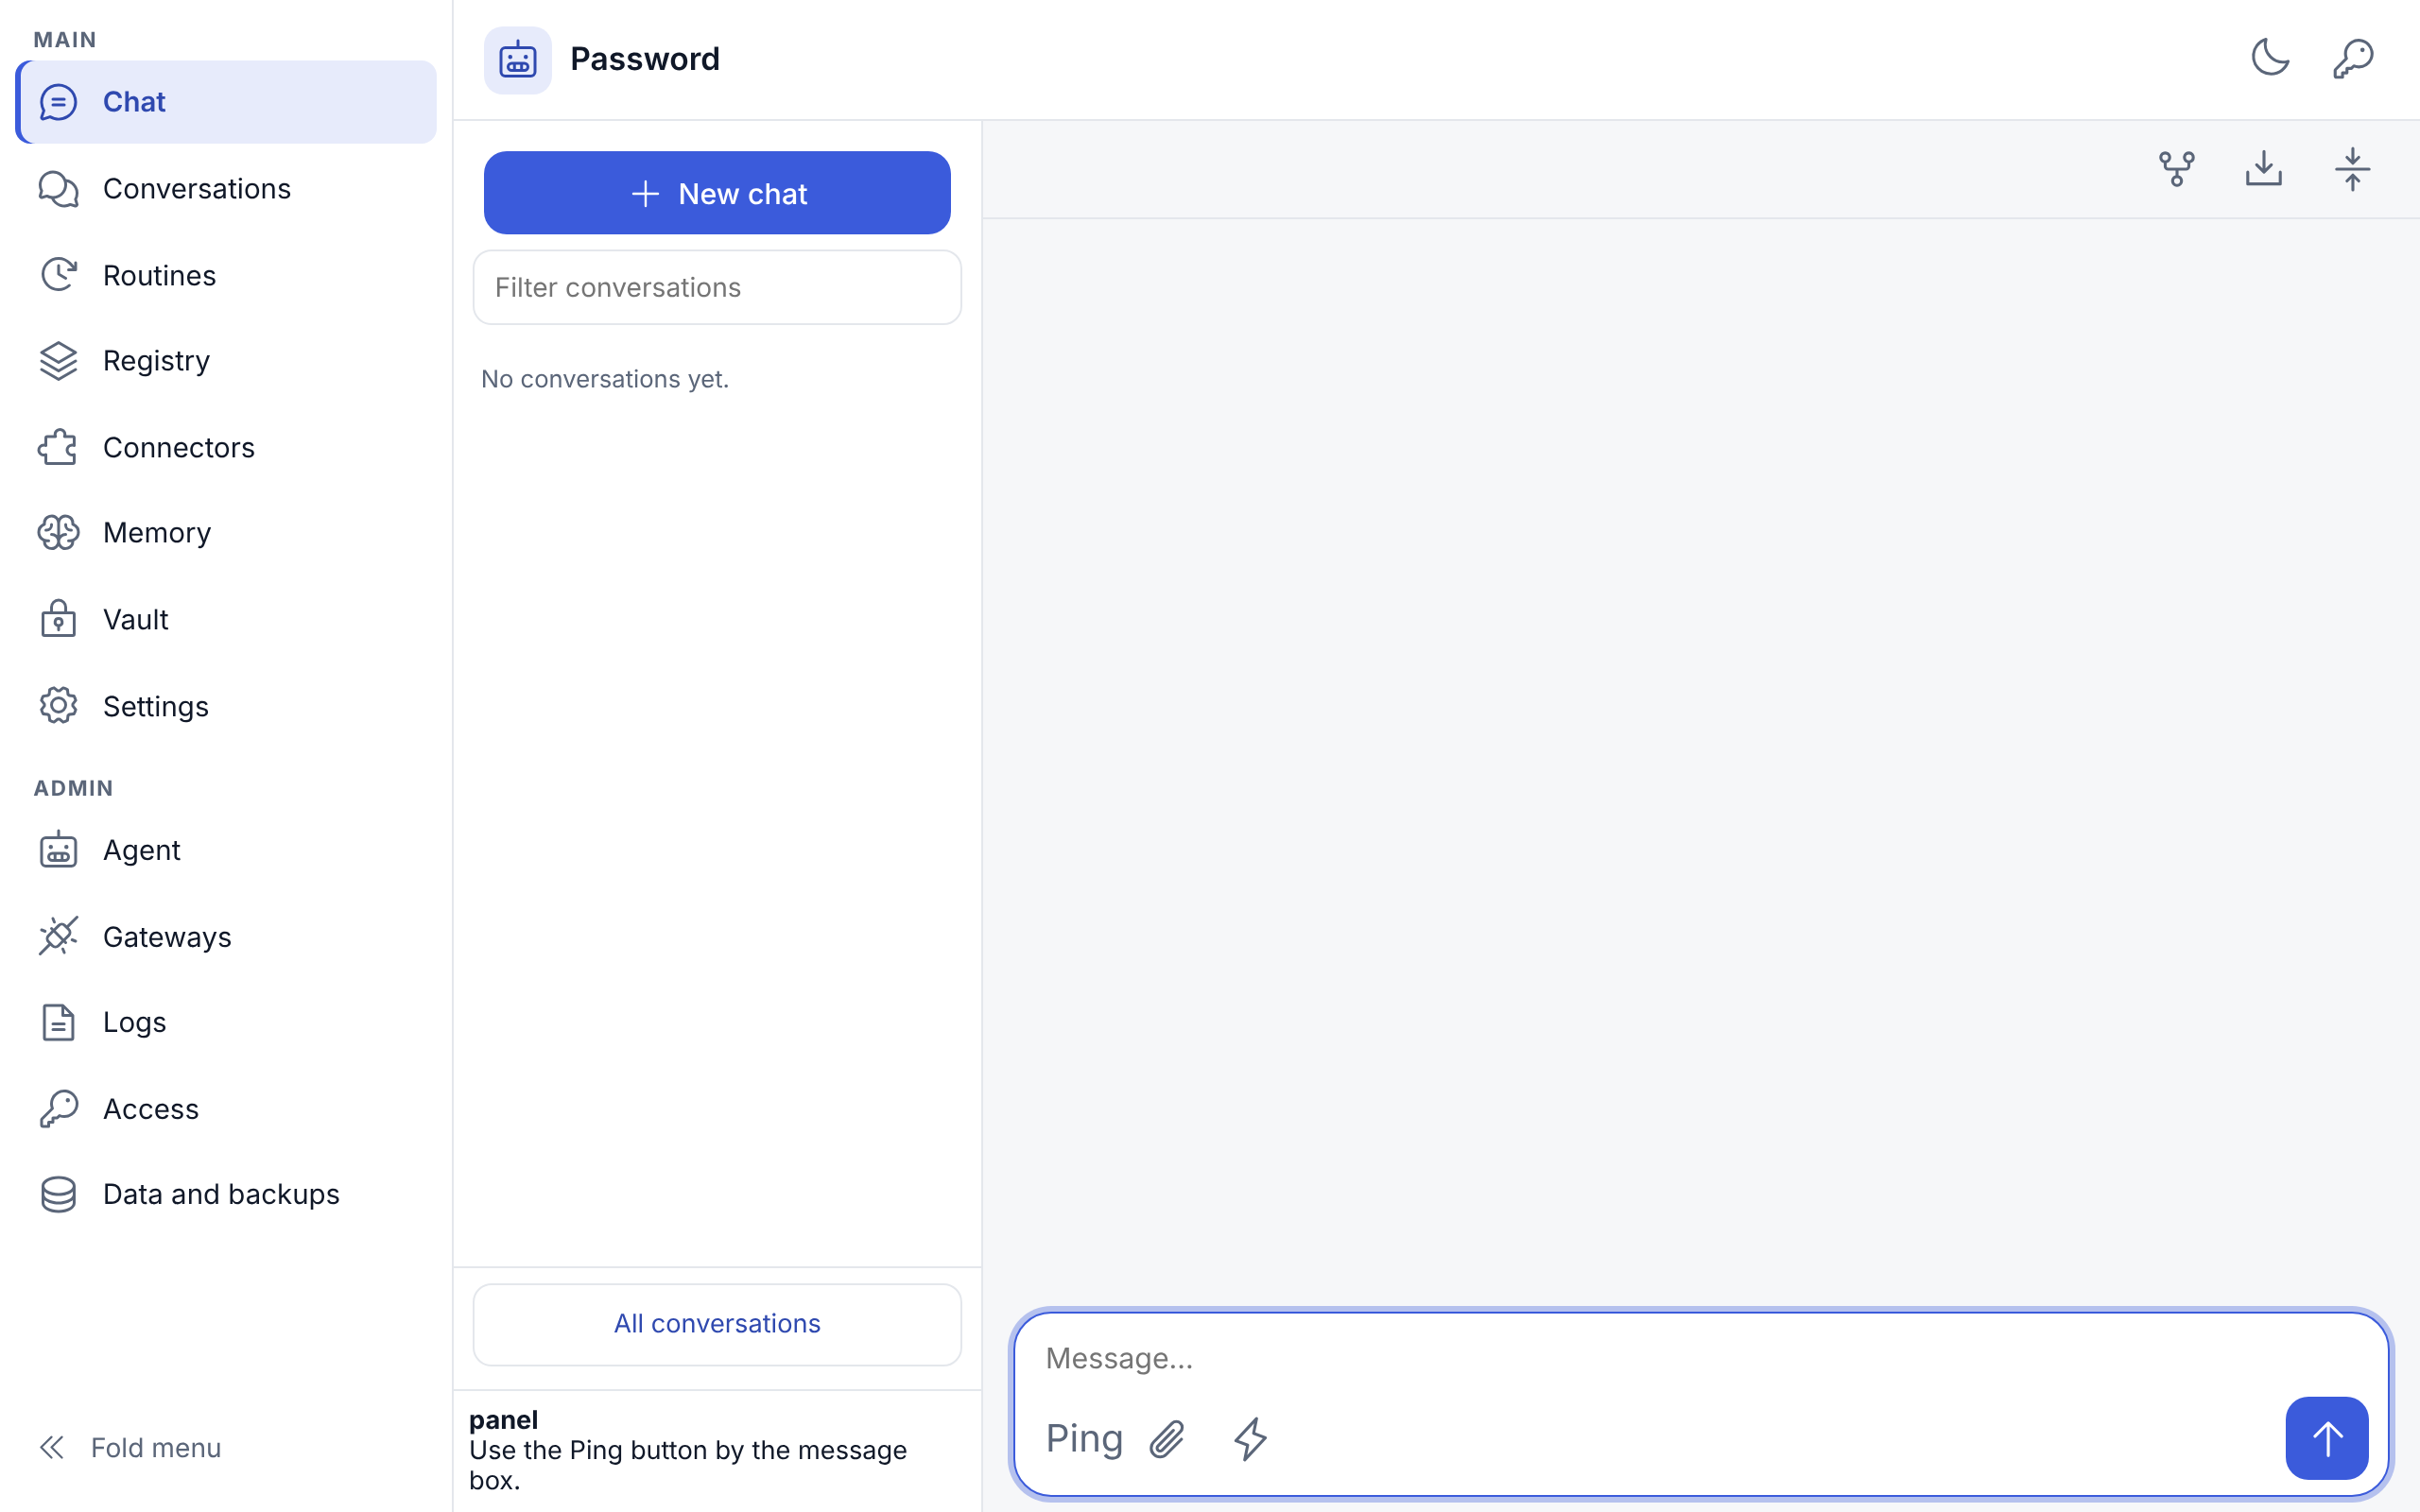 MAIN
Chat
Conversations
Routines
Registry
Connectors
Memory
Vault
Settings
ADMIN
Agent
Gateways
Logs
Access
Data and backups
Fold menu
Password
New chat
Filter conversations
No conversations yet.
All conversations
panel
Use the Ping button by the message
box.
Message...
Ping